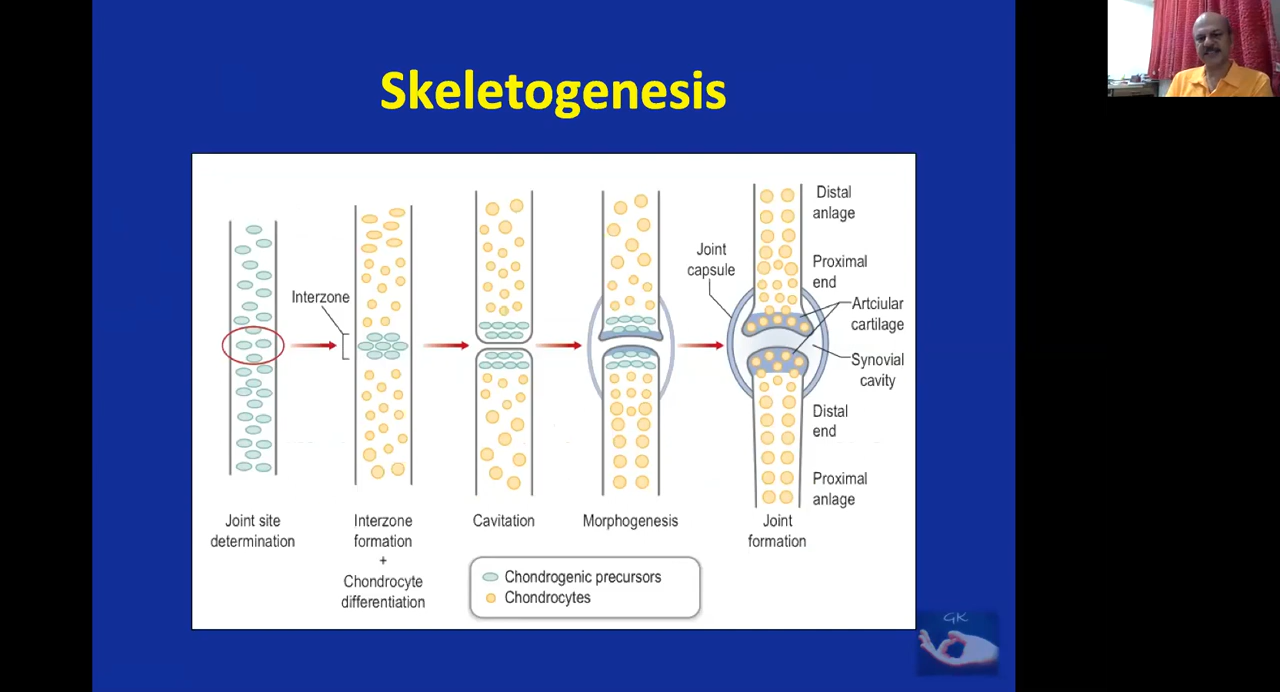 Skeletogenesis
Interzone
Joint
capsule
Distal
anlage
Proximal
end
Artciular
cartilage
Synovial
cavity
Distal
end
Proximal
anlage
Joint site
determination
Interzone
formation
+
Chondrocyte
differentiation
Cavitation
Morphogenesis
Joint
formation
Chondrogenic precursors
Chondrocytes
GK